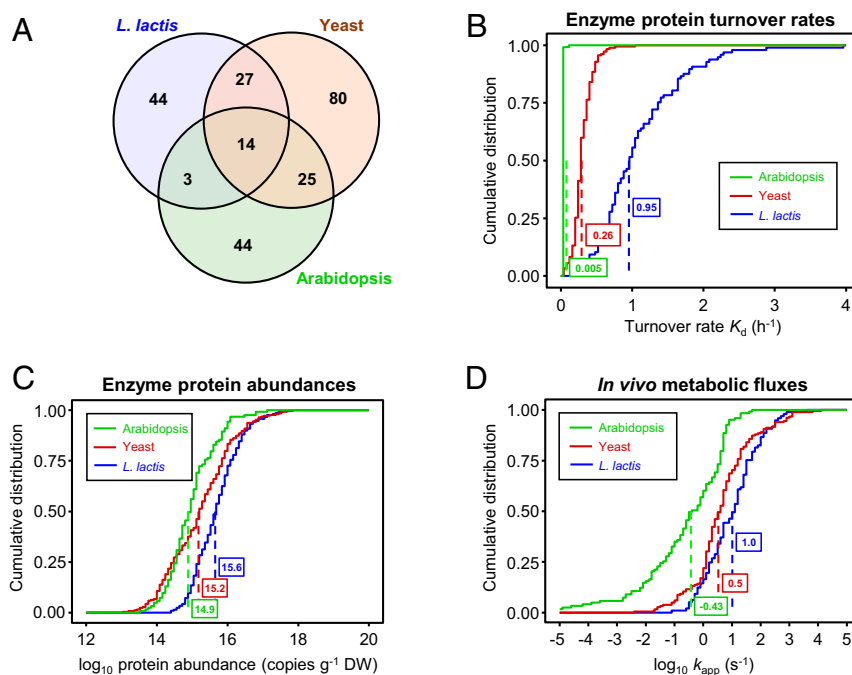 A
L. lactis
Yeast
44
27
80
14
3
25
44
Arabidopsis
B
Enzyme protein turnover rates
Cumulative distribution
1.00
0.75
0.50
0.25
0.00
Arabidopsis
Yeast
L. lactis
0.95
0.26
0.005
0 1 2 3 4
Turnover rate Kd (h-1)
C
Enzyme protein abundances
Cumulative distribution
1.00
0.75
0.50
0.25
0.00
Arabidopsis
Yeast
L. lactis
15.6
15.2
14.9
12 14 16 18 20
log10 protein abundance (copies g-1 DW)
D
In vivo metabolic fluxes
Cumulative distribution
1.00
0.75
0.50
0.25
0.00
Arabidopsis
Yeast
L. lactis
1.0
0.5
-0.43
-5 -4 -3 -2 -1 0 1 2 3 4 5
log10 kapp (s-1)